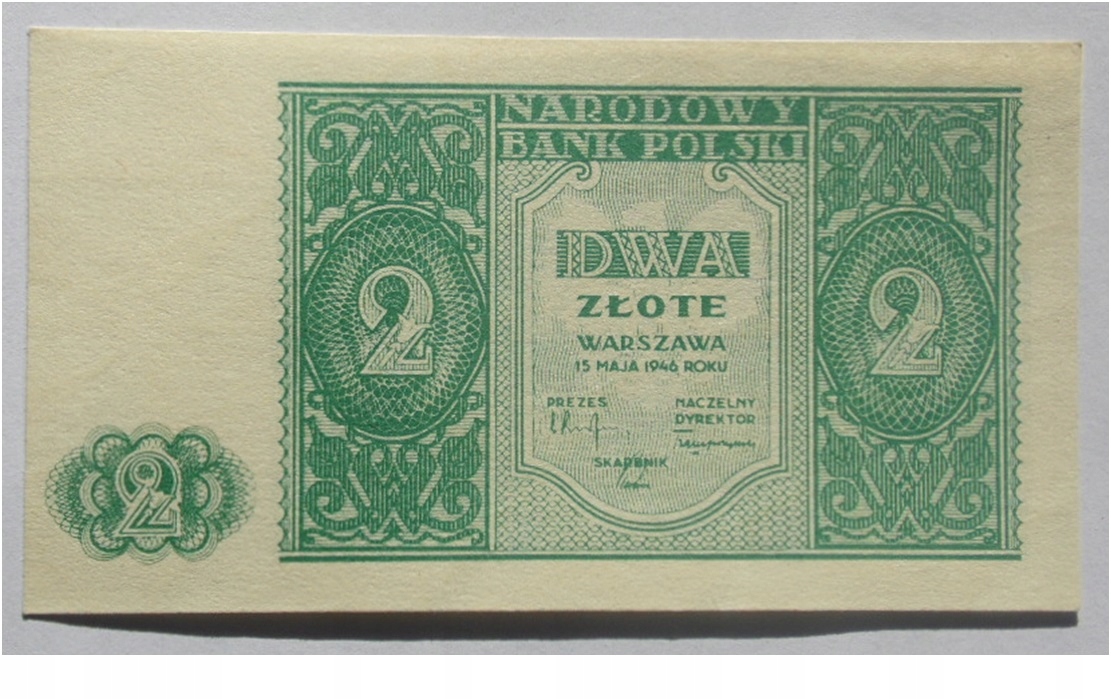 NARODOWY
BANK POLSKI
DWA
ZŁOTE
WARSZAWA
15 MAJA 1946 ROKU
PREZES
NACZELNY
DYREKTOR
SKARBNIK
2
2
2